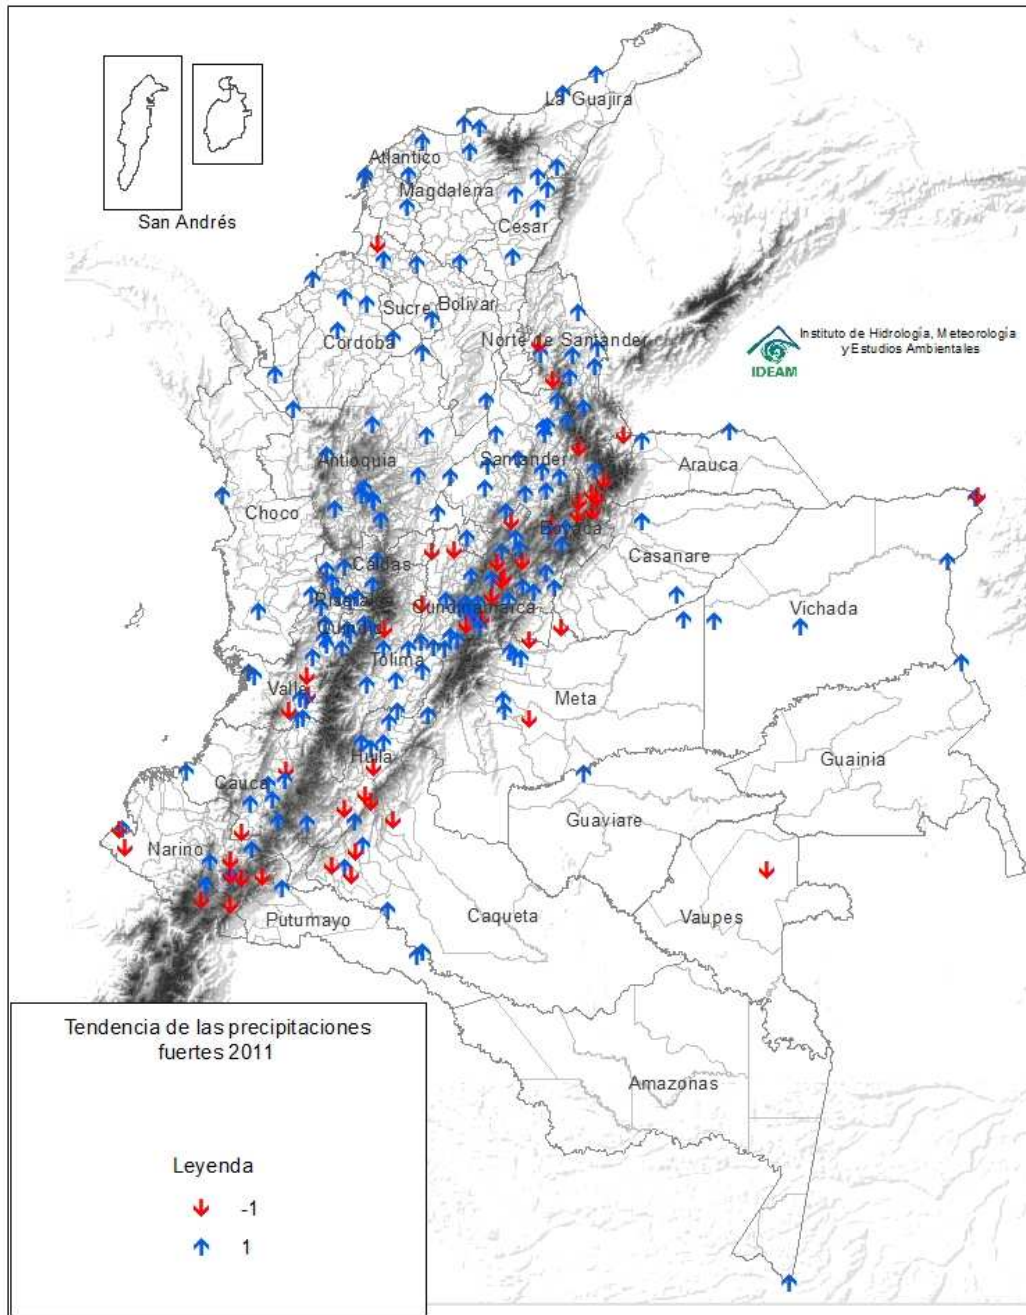 La Guajira
Atlantico
Magdalena
San Andrés
Cesar
Sucre
Bolivar
Cordoba
Norte de Santander
Instituto de Hidrología, Meteorología
y Estudios Ambientales
IDEAM
Antioquia
Santander
Arauca
Choco
Boyaca
Casanare
Caldas
Risaralda
Cundinamarca
Vichada
Quindio
Tolima
Valle
Meta
Huila
Guainia
Cauca
Guaviare
Narino
Putumayo
Caqueta
Vaupes
Amazonas
Tendencia de las precipitaciones
fuertes 2011
Leyenda
-1
1